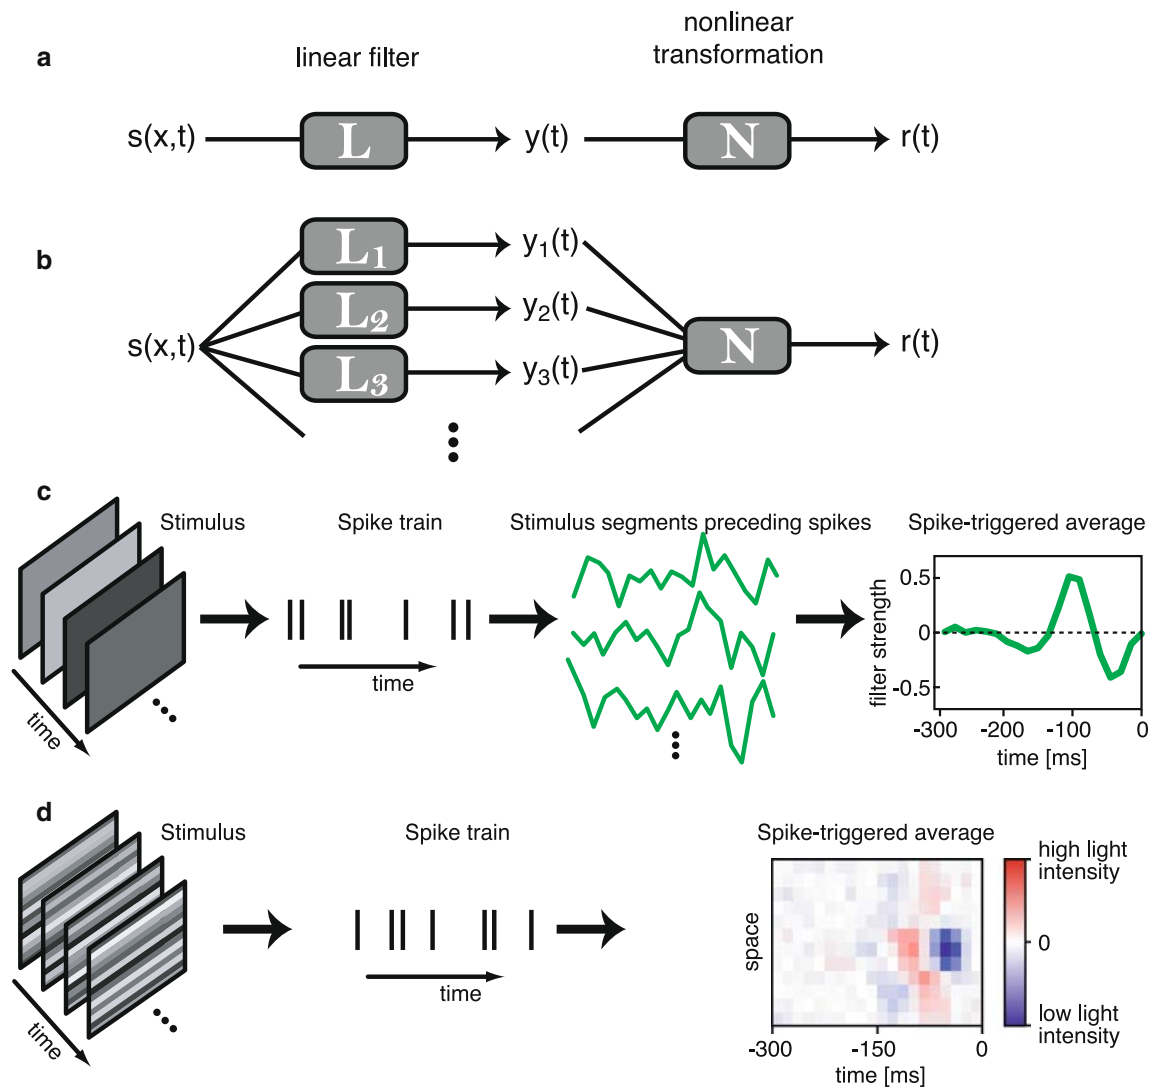 a
linear filter
nonlinear
transformation
s(x,t)
L
y(t)
N
r(t)
b
L1
y1(t)
L2
y2(t)
s(x,t)
N
r(t)
L3
y3(t)
c
Stimulus
Spike train
Stimulus segments preceding spikes
Spike-triggered average
time
time
filter strength
0.5
0
-0.5
-300
-200
-100
0
time [ms]
d
Stimulus
Spike train
Spike-triggered average
time
time
space
-300
-150
0
time [ms]
high light
intensity
0
low light
intensity